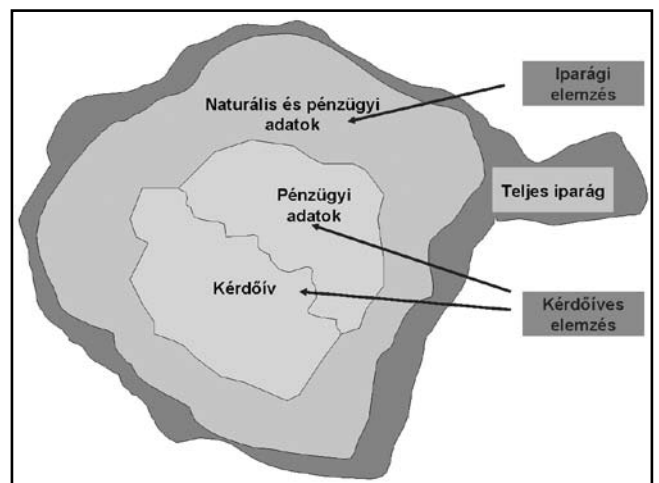 Iparági
elemzés
Naturális és pénzügyi
adatok
Teljes iparág
Pénzügyi
adatok
Kérdőív
Kérdőíves
elemzés